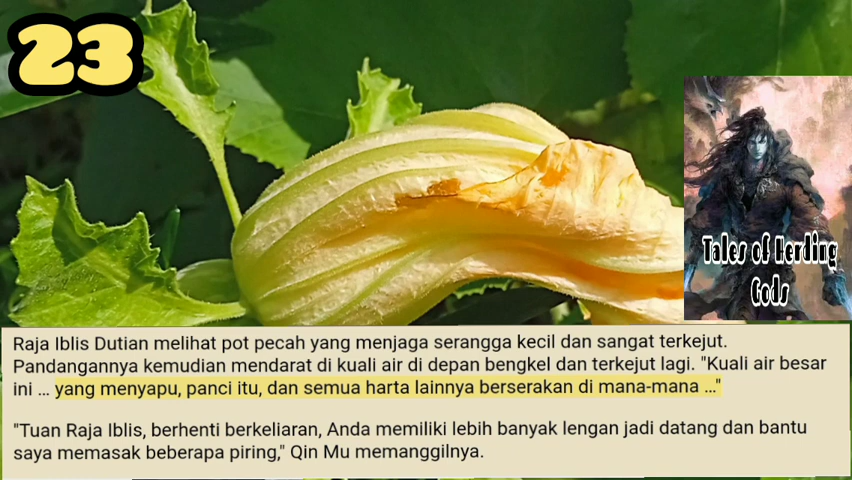 23
Tales of Herding
Gods
Raja Iblis Dutian melihat pot pecah yang menjaga serangga kecil dan sangat terkejut.
Pandangannya kemudian mendarat di kuali air di depan bengkel dan terkejut lagi. "Kuali air besar
ini ... yang menyapu, panci itu, dan semua harta lainnya berserakan di mana-mana ..."
"Tuan Raja Iblis, berhenti berkeliaran, Anda memiliki lebih banyak lengan jadi datang dan bantu
saya memasak beberapa piring," Qin Mu memanggilnya.